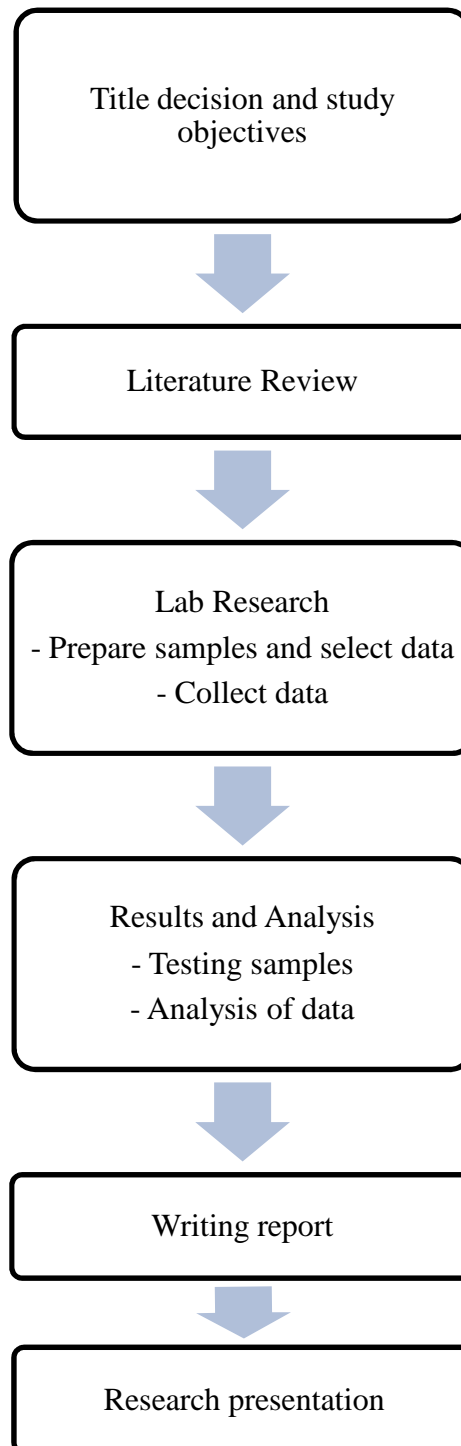 Title decision and study
objectives
Literature Review
Lab Research
- Prepare samples and select data
- Collect data
Results and Analysis
- Testing samples
- Analysis of data
Writing report
Research presentation